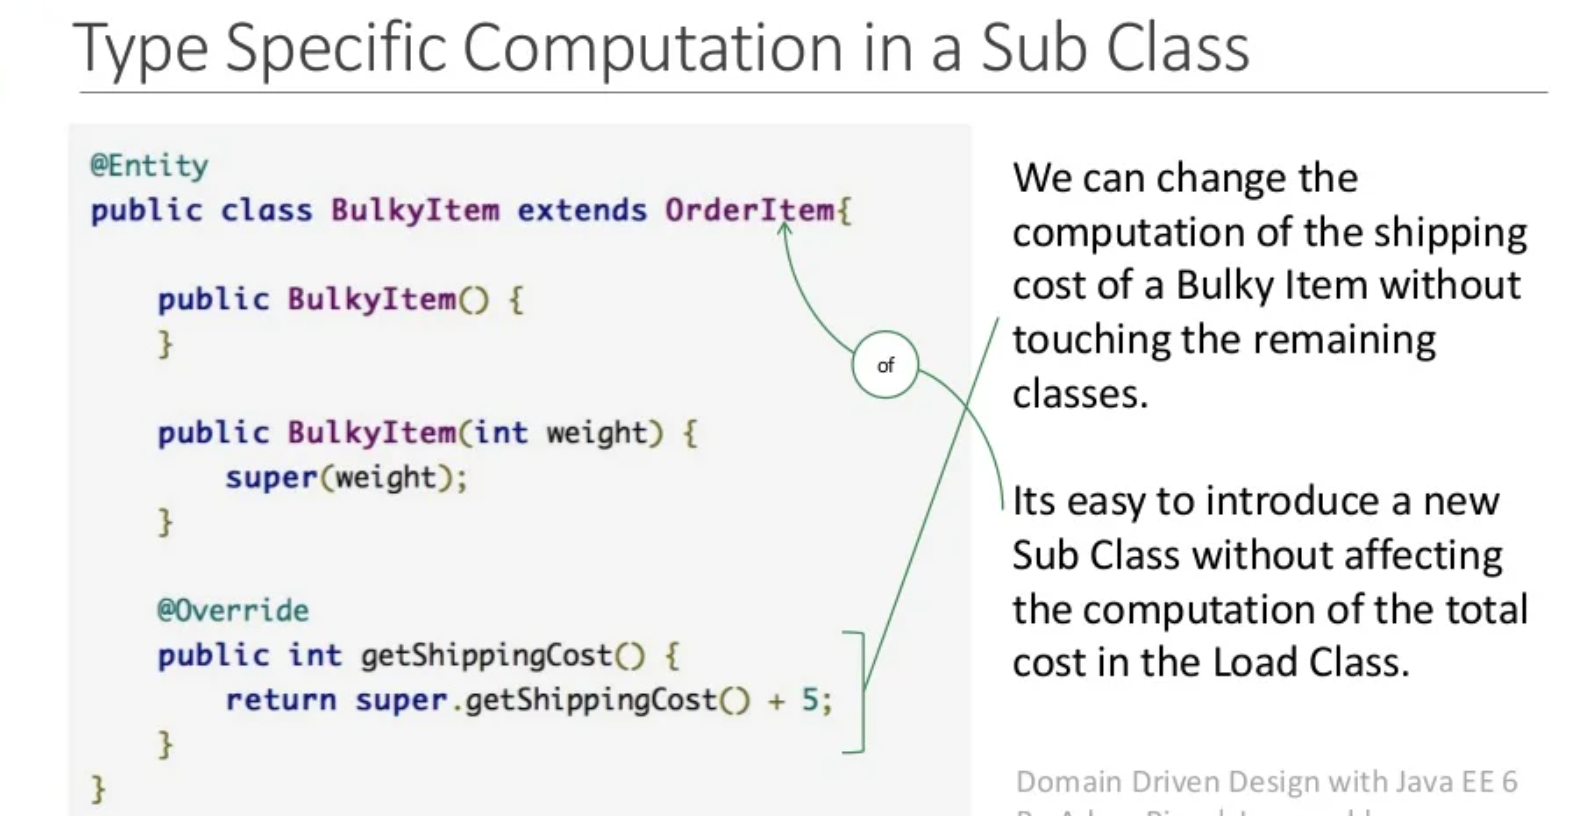 Type Specific Computation in a Sub Class
@Entity
public class BulkyItem extends OrderItem{
public BulkyItem() {
}
public BulkyItem(int weight) {
super(weight);
}
@Override
public int getShippingCost() {
return super.getShippingCost() + 5;
}
}
of
We can change the
computation of the shipping
cost of a Bulky Item without
touching the remaining
classes.
Its easy to introduce a new
Sub Class without affecting
the computation of the total
cost in the Load Class.
Domain Driven Design with Java EE 6